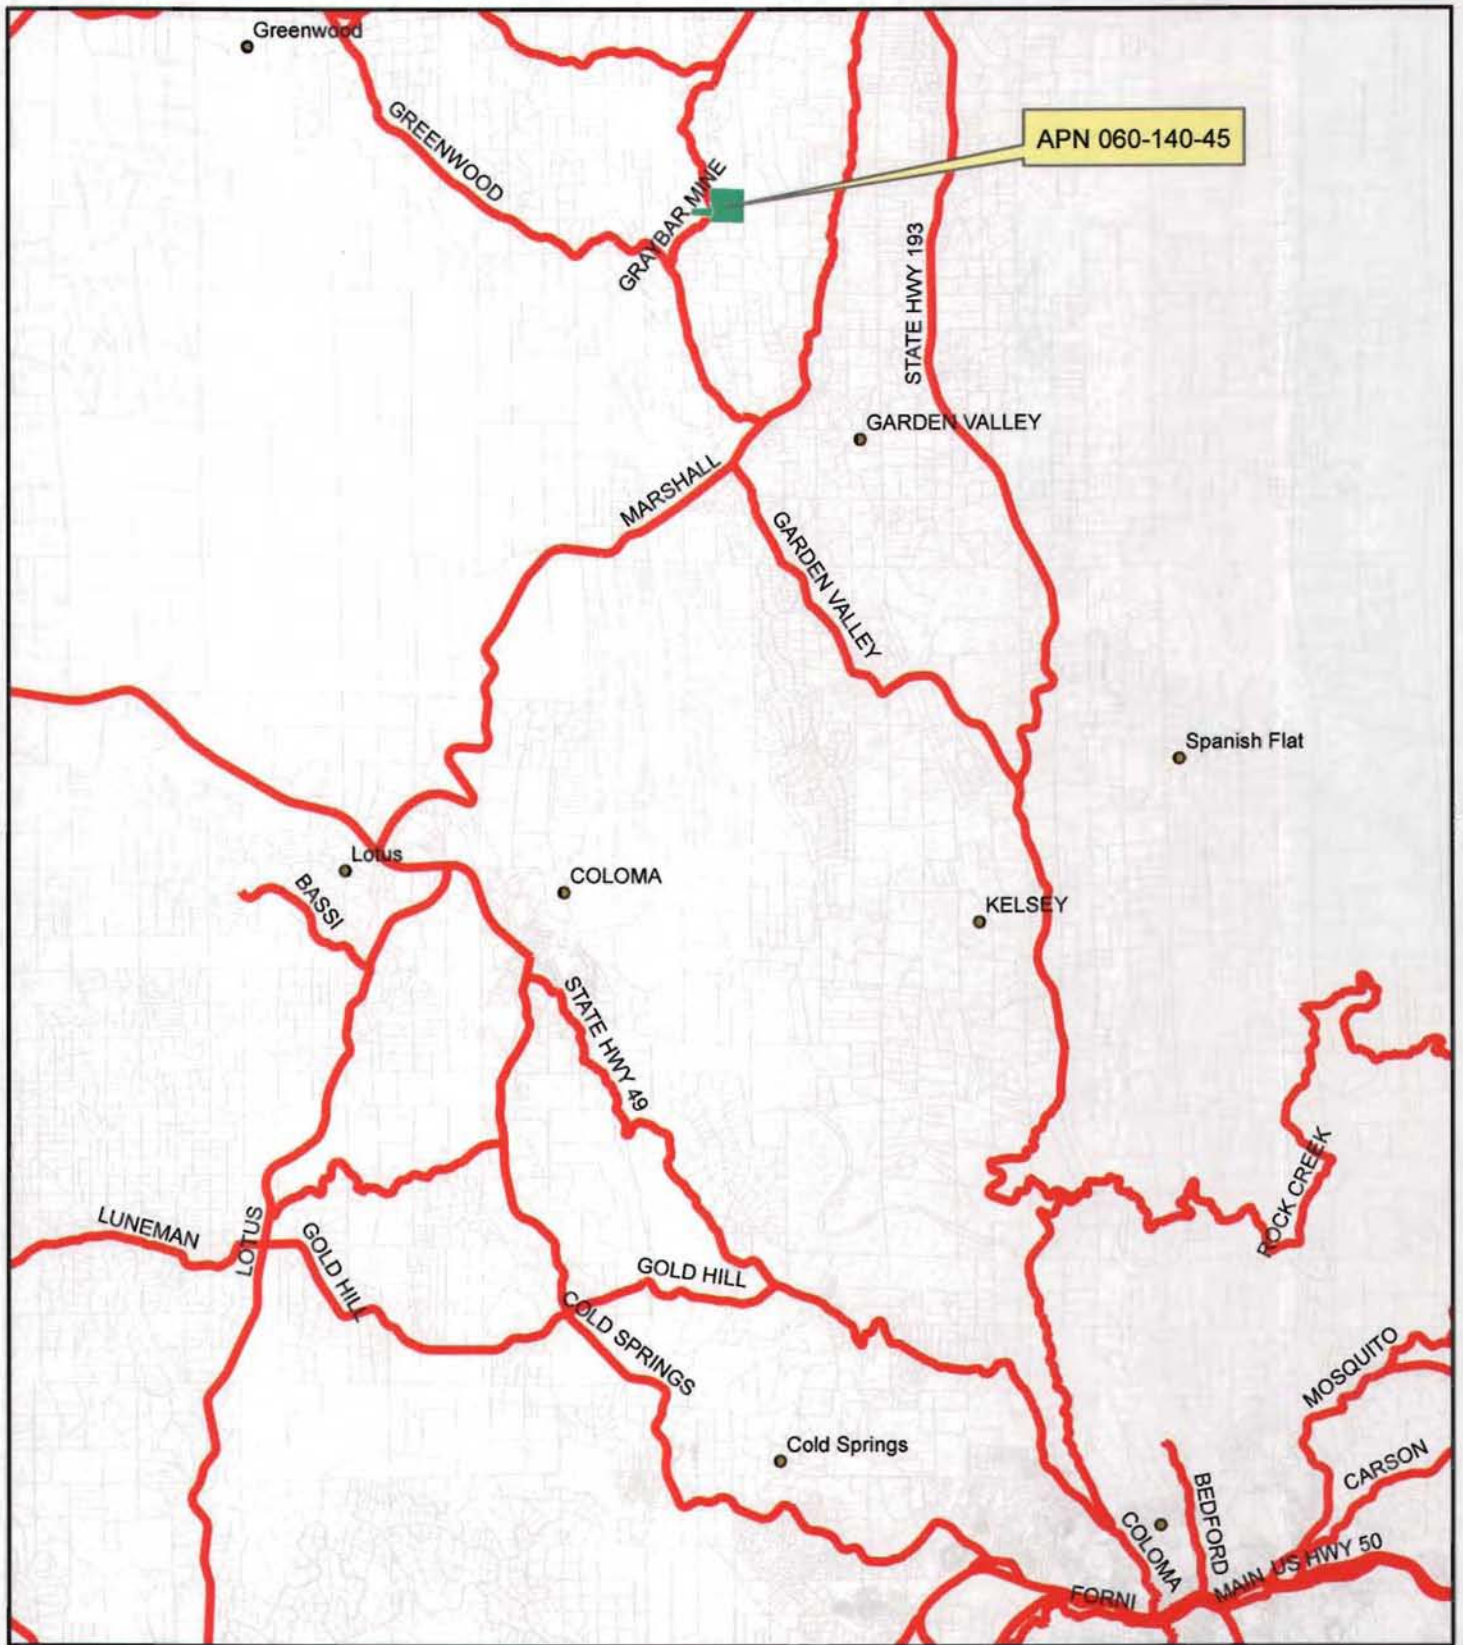 Greenwood
GREENWOOD
APN 060-140-45
GRAYBAR MINE
STATE HWY 193
GARDEN VALLEY
MARSHALL
GARDEN VALLEY
Spanish Flat
Lotus
COLOMA
BASSI
KELSEY
STATE HWY 49
ROCK CREEK
LUNEMAN
LOTUS
GOLD HILL
GOLD HILL
COLD SPRINGS
MOSQUITO
Cold Springs
CARSON
BEDFORD
COLOMA
MAIN
US HWY 50
FORNI